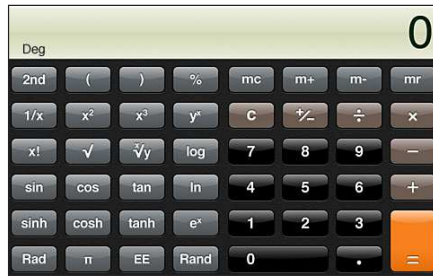 0
Deg
2nd ( ) % mc m+ m- mr
1/x x² x³ yˣ C +/− ÷ ×
x! √ ˣ√y log 7 8 9 −
sin cos tan ln 4 5 6 +
sinh cosh tanh eˣ 1 2 3
Rad π EE Rand 0 . =